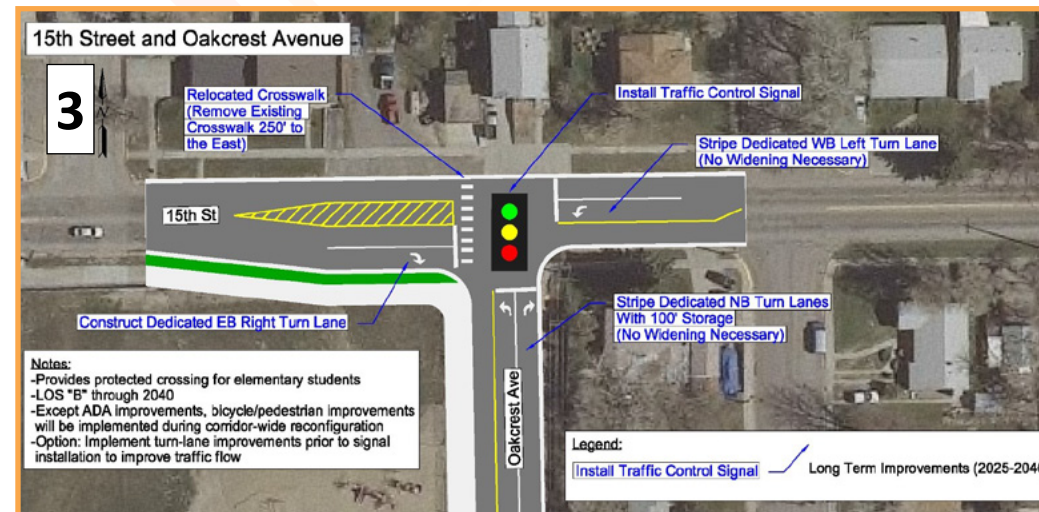 15th Street and Oakcrest Avenue
3
N
Relocated Crosswalk
(Remove Existing
Crosswalk 250' to
the East)
Install Traffic Control Signal
Stripe Dedicated WB Left Turn Lane
(No Widening Necessary)
15th St
Construct Dedicated EB Right Turn Lane
Stripe Dedicated NB Turn Lanes
With 100' Storage
(No Widening Necessary)
Oakcrest Ave
Notes:
-Provides protected crossing for elementary students
-LOS "B" through 2040
-Except ADA improvements, bicycle/pedestrian improvements
will be implemented during corridor-wide reconfiguration
-Option: Implement turn-lane improvements prior to signal
installation to improve traffic flow
Legend:
Install Traffic Control Signal
Long Term Improvements (2025-204